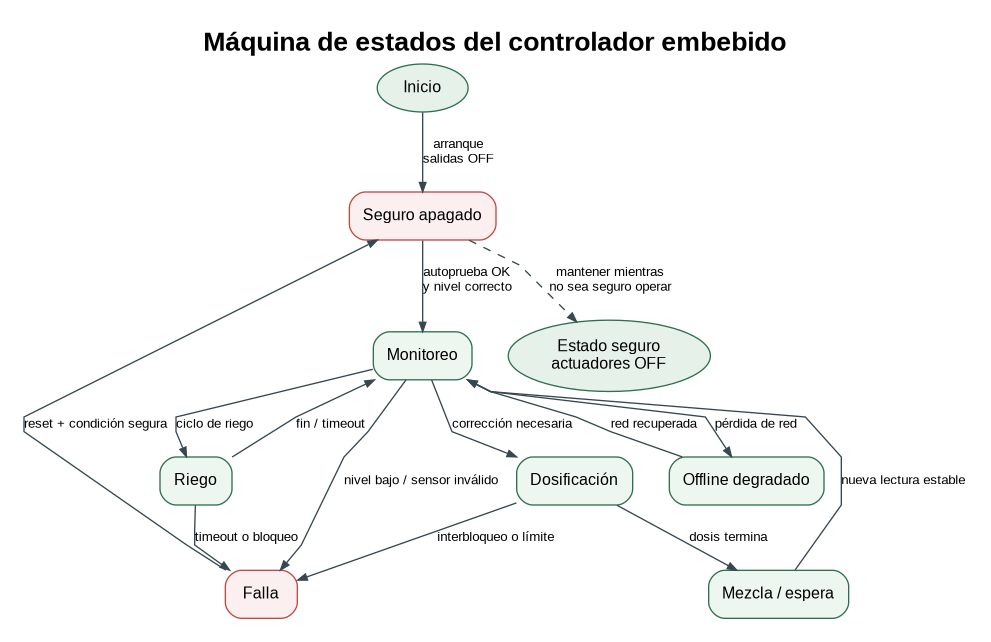 Máquina de estados del controlador embebido
Inicio
arranque
salidas OFF
Seguro apagado
autoprueba OK
y nivel correcto
mantener mientras
no sea seguro operar
Estado seguro
actuadores OFF
Monitoreo
reset + condición segura
ciclo de riego
fin / timeout
corrección necesaria
red recuperada
pérdida de red
Riego
nivel bajo / sensor inválido
Dosificación
Offline degradado
nueva lectura estable
timeout o bloqueo
interbloqueo o límite
dosis termina
Falla
Mezcla / espera